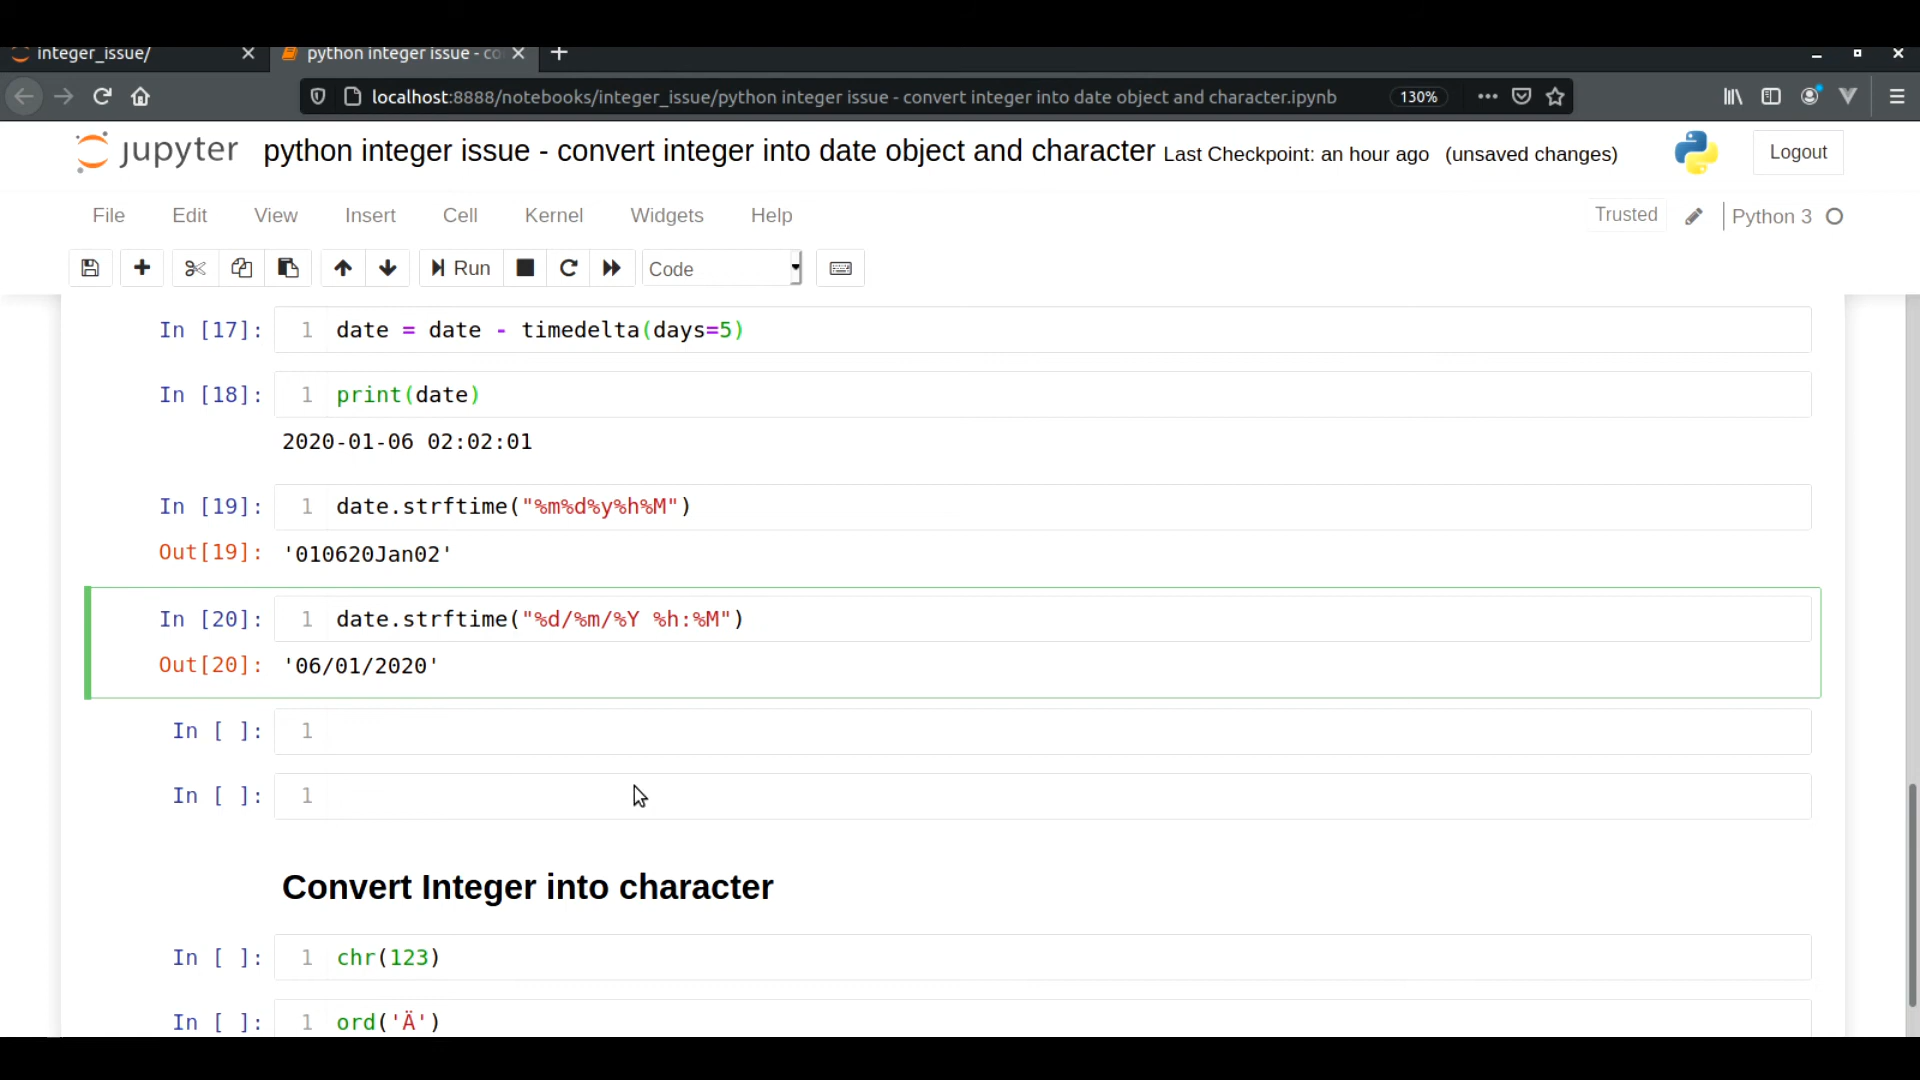 integer_issue/
python integer issue - co
localhost:8888/notebooks/integer_issue/python integer issue - convert integer into date object and character.ipynb
130%
jupyter python integer issue - convert integer into date object and character Last Checkpoint: an hour ago (unsaved changes)
Logout
File Edit View Insert Cell Kernel Widgets Help
Trusted
Python 3
Run
Code
In [17]: 1 date = date - timedelta(days=5)
In [18]: 1 print(date)
2020-01-06 02:02:01
In [19]: 1 date.strftime("%m%d%y%h%M")
Out[19]: '010620Jan02'
In [20]: 1 date.strftime("%d/%m/%Y %h:%M")
Out[20]: '06/01/2020'
In [ ]: 1
In [ ]: 1
Convert Integer into character
In [ ]: 1 chr(123)
In [ ]: 1 ord('Ä')